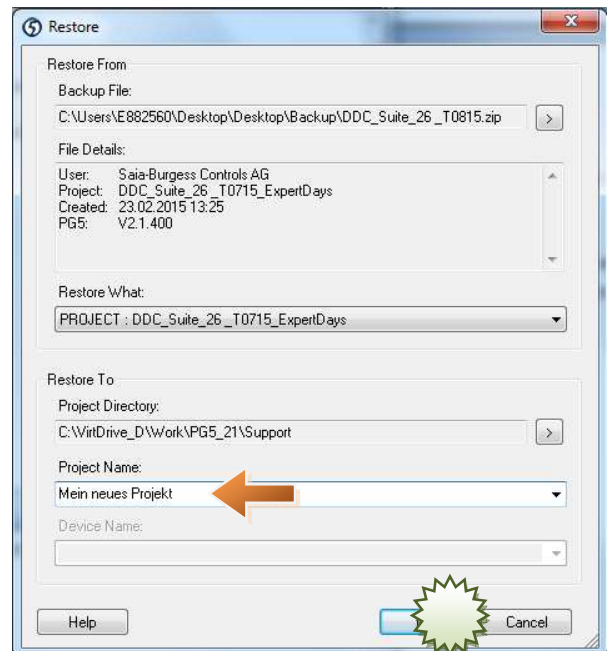 Restore
Restore From
Backup File:
C:\Users\E882560\Desktop\Desktop\Backup\DDC_Suite_26 _T0815.zip
>
File Details:
User: Saia-Burgess Controls AG
Project: DDC_Suite_26 _T0715_ExpertDays
Created: 23.02.2015 13:25
PG5: V2.1.400
Restore What:
PROJECT : DDC_Suite_26 _T0715_ExpertDays
Restore To
Project Directory:
C:\VirtDrive_D\Work\PG5_21\Support
>
Project Name:
Mein neues Projekt
Device Name:
Help
Cancel